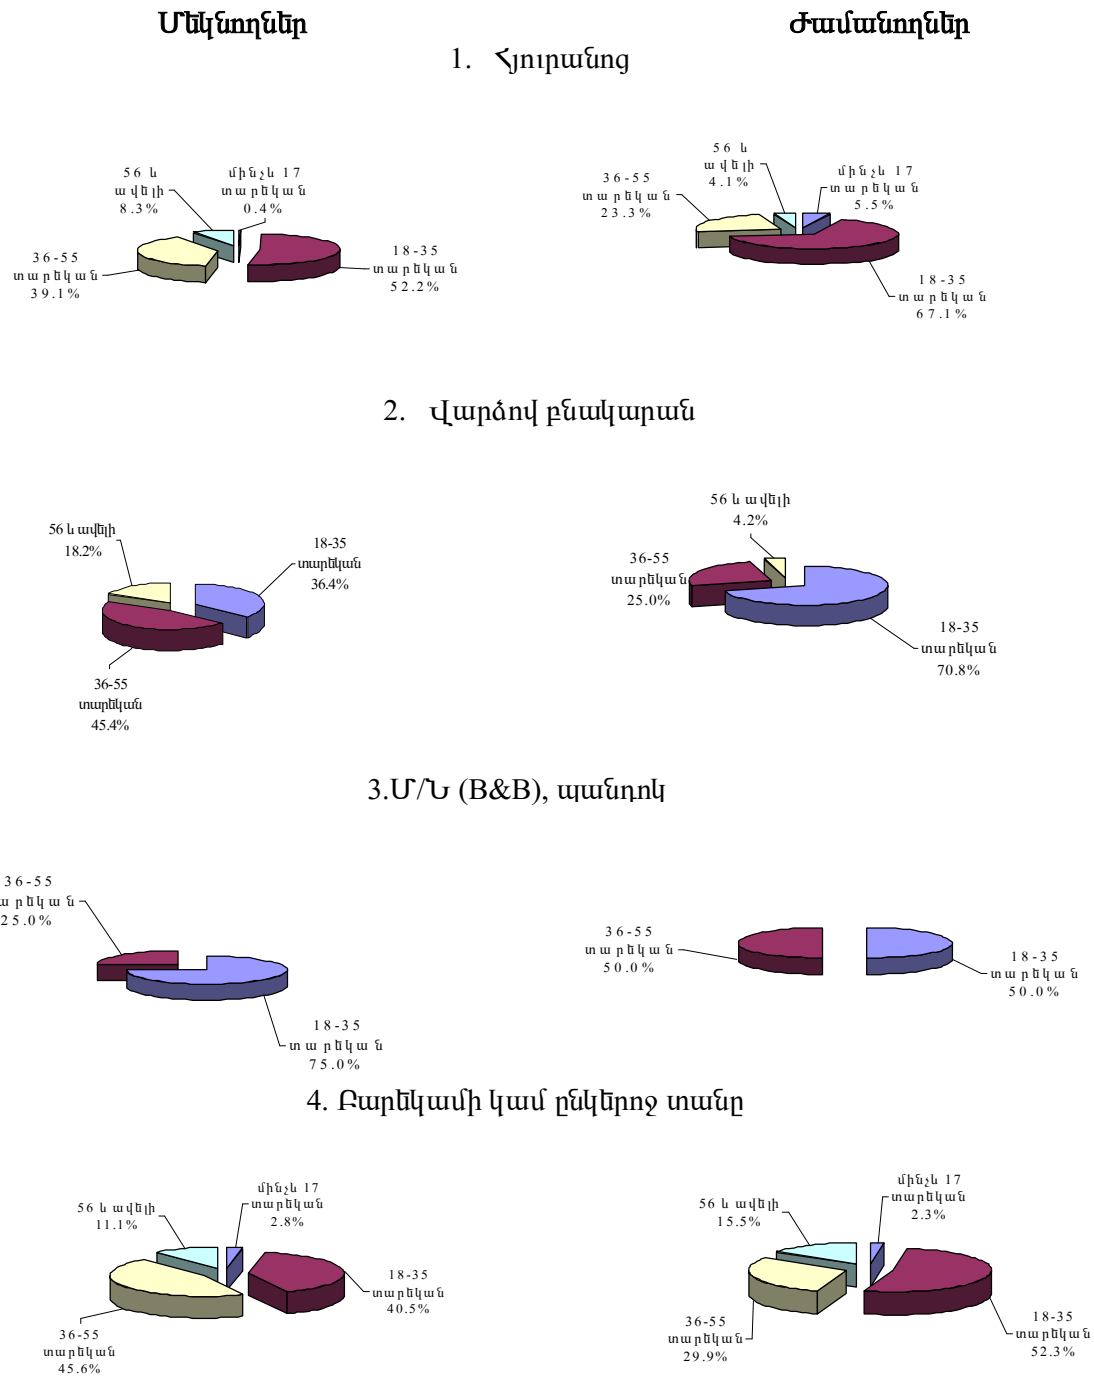 Մեկնողներ
Ժամանողներ
1. Հյուրանոց
56 և
ավելի
8.3%
մինչև 17
տարեկան
0.4%
36-55
տարեկան
39.1%
18-35
տարեկան
52.2%
56 և
ավելի
4.1%
մինչև 17
տարեկան
5.5%
36-55
տարեկան
23.3%
18-35
տարեկան
67.1%
2. Վարձով բնակարան
56 և ավելի
18.2%
18-35
տարեկան
36.4%
36-55
տարեկան
45.4%
56 և ավելի
4.2%
36-55
տարեկան
25.0%
18-35
տարեկան
70.8%
3.Մ/Ն (B&B), պանդոկ
36-55
արեկան
25.0%
18-35
տարեկան
75.0%
36-55
տարեկան
50.0%
18-35
տարեկան
50.0%
4. Բարեկամի կամ ընկերոջ տանը
56 և ավելի
11.1%
մինչև 17
տարեկան
2.8%
18-35
տարեկան
40.5%
36-55
տարեկան
45.6%
56 և ավելի
15.5%
մինչև 17
տարեկան
2.3%
36-55
տարեկան
29.9%
18-35
տարեկան
52.3%